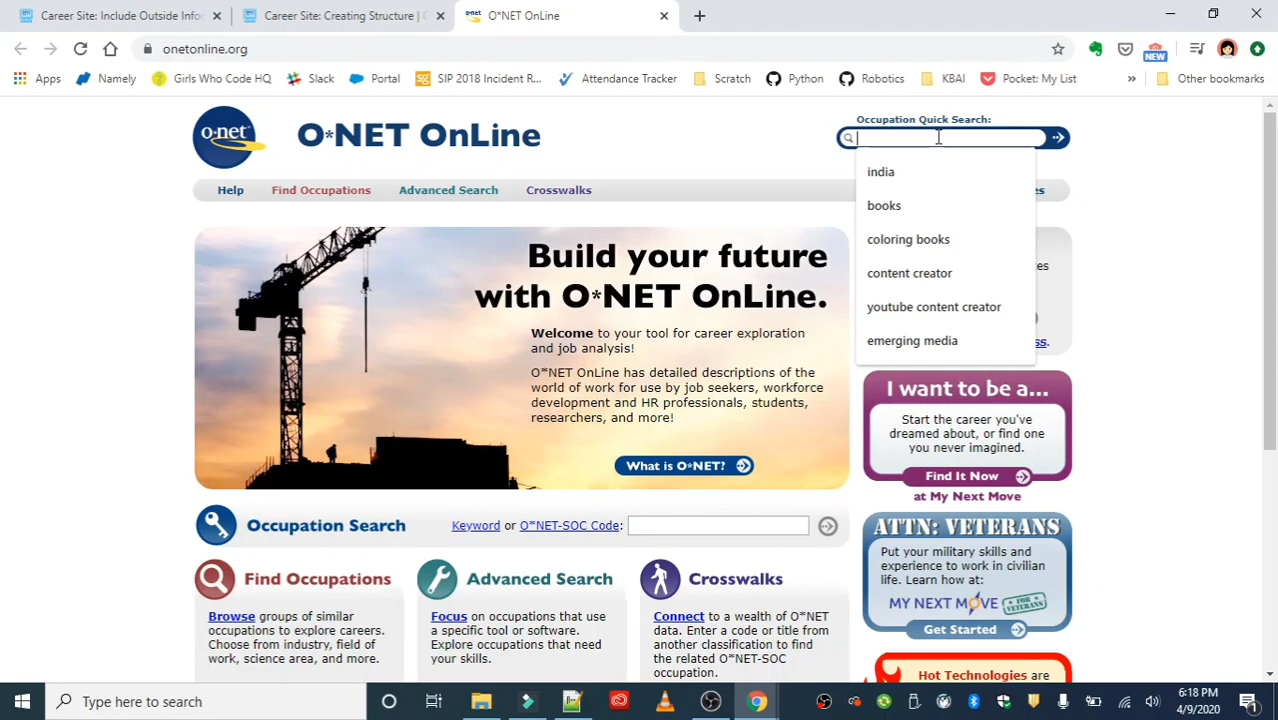 Career Site: Include Outside Infor
Career Site: Creating Structure | C
O*NET OnLine
onetonline.org
Apps
Namely
Girls Who Code HQ
Slack
Portal
SIP 2018 Incident R...
Attendance Tracker
Scratch
Python
Robotics
KBAI
Pocket: My List
»
Other bookmarks
NEW
o·net
O*NET OnLine
Occupation Quick Search:
Help
Find Occupations
Advanced Search
Crosswalks
india
books
coloring books
content creator
youtube content creator
emerging media
Build your future
with O*NET OnLine.
Welcome to your tool for career exploration
and job analysis!
O*NET OnLine has detailed descriptions of the
world of work for use by job seekers, workforce
development and HR professionals, students,
researchers, and more!
What is O*NET?
I want to be a...
Start the career you've
dreamed about, or find one
you never imagined.
Find It Now
at My Next Move
Occupation Search
Keyword or O*NET-SOC Code:
ATTN: VETERANS
Put your military skills and
experience to work in civilian
life. Learn how at:
MY NEXT MOVE FOR VETERANS
Get Started
Find Occupations
Browse groups of similar
occupations to explore careers.
Choose from industry, field of
work, science area, and more.
Advanced Search
Focus on occupations that use
a specific tool or software.
Explore occupations that need
your skills.
Crosswalks
Connect to a wealth of O*NET
data. Enter a code or title from
another classification to find
the related O*NET-SOC
occupation.
Hot Technologies are
Type here to search
6:18 PM
4/9/2020